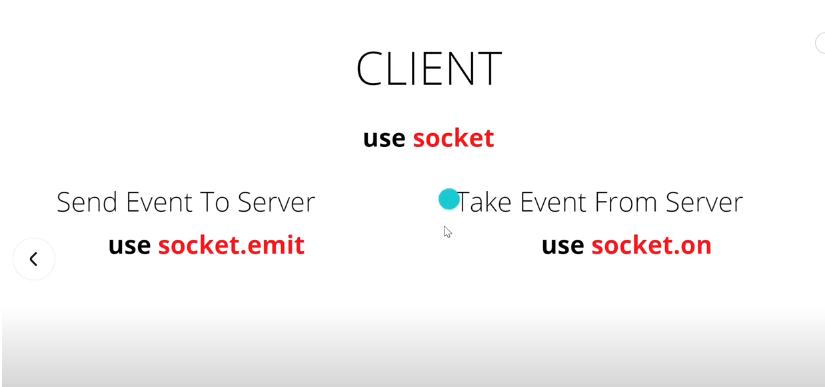 CLIENT
use socket
Send Event To Server
use socket.emit
Take Event From Server
use socket.on